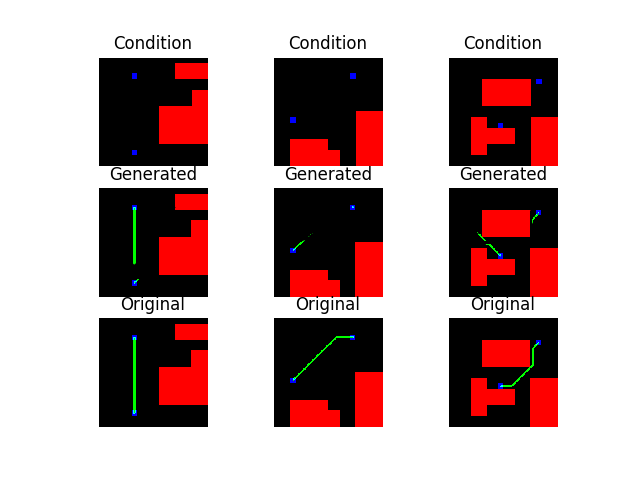 Condition Condition Condition
Generated Generated Generated
Original Original Original